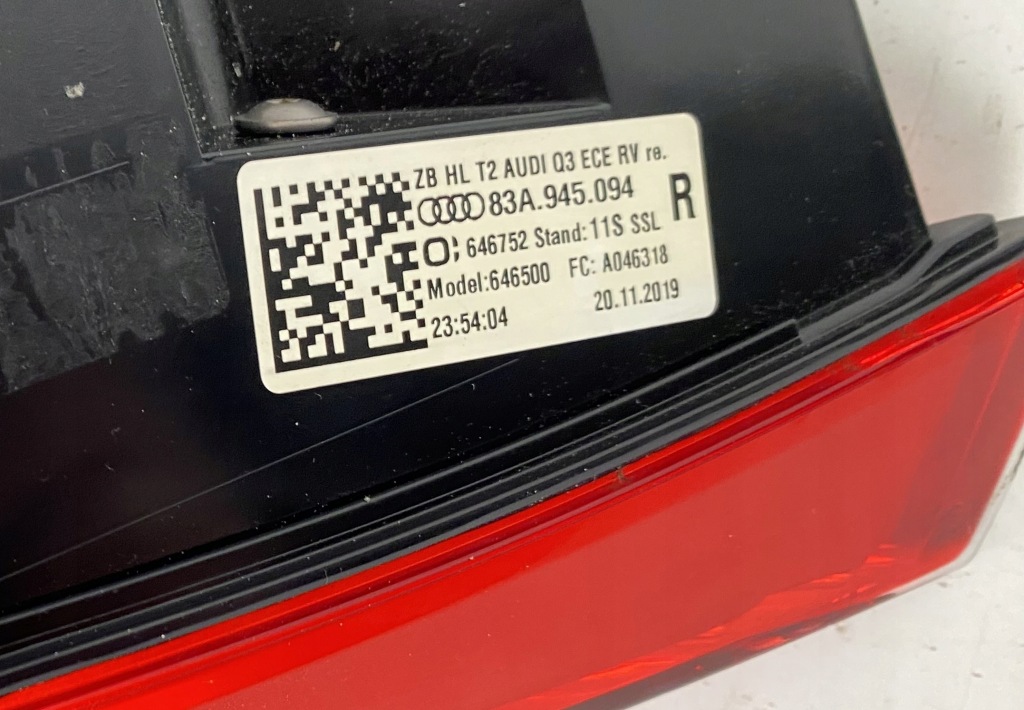 ZB HL T2 AUDI Q3 ECE RV re.
83A.945.094 R
646752 Stand:11S SSL
Model:646500 FC: A046318
23:54:04 20.11.2019